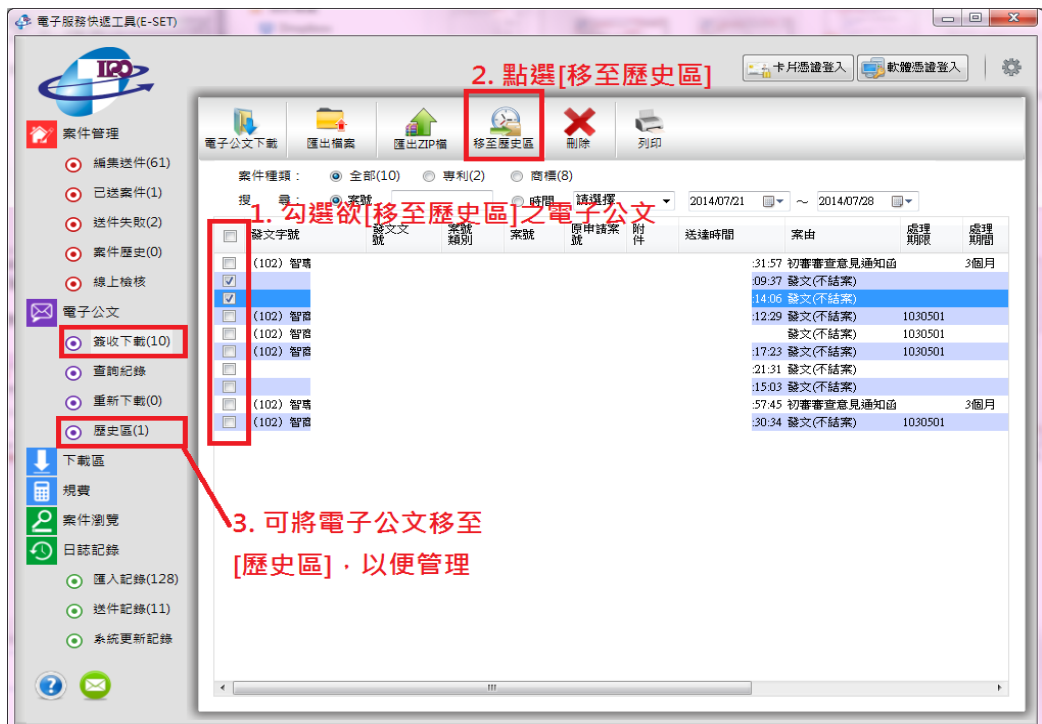 電子服務快遞工具(E-SET)
IPO
卡片憑證登入
軟體憑證登入
2. 點選[移至歷史區]
電子公文下載
匯出檔案
匯出ZIP檔
移至歷史區
刪除
列印
案件種類：
全部(10)
專利(2)
商標(8)
搜 尋：
案號
時間
請選擇
2014/07/21
～
2014/07/28
1. 勾選欲[移至歷史區]之電子公文
發文字號
發文文號
案號類別
案號
原申請案號
附件
送達時間
案由
處理期限
處理期間
(102) 智專 :31:57 初審審查意見通知函 3個月
:09:37 發文(不結案)
:14:06 發文(不結案)
(102) 智商 :12:29 發文(不結案) 1030501
(102) 智商 發文(不結案) 1030501
(102) 智商 :17:23 發文(不結案) 1030501
:21:31 發文(不結案)
:15:03 發文(不結案)
(102) 智專 :57:45 初審審查意見通知函 3個月
(102) 智商 :30:34 發文(不結案) 1030501
案件管理
編集送件(61)
已送案件(1)
送件失敗(2)
案件歷史(0)
線上檢核
電子公文
簽收下載(10)
查詢紀錄
重新下載(0)
歷史區(1)
下載區
規費
案件瀏覽
日誌記錄
匯入記錄(128)
送件記錄(11)
系統更新記錄
3. 可將電子公文移至
[歷史區]，以便管理